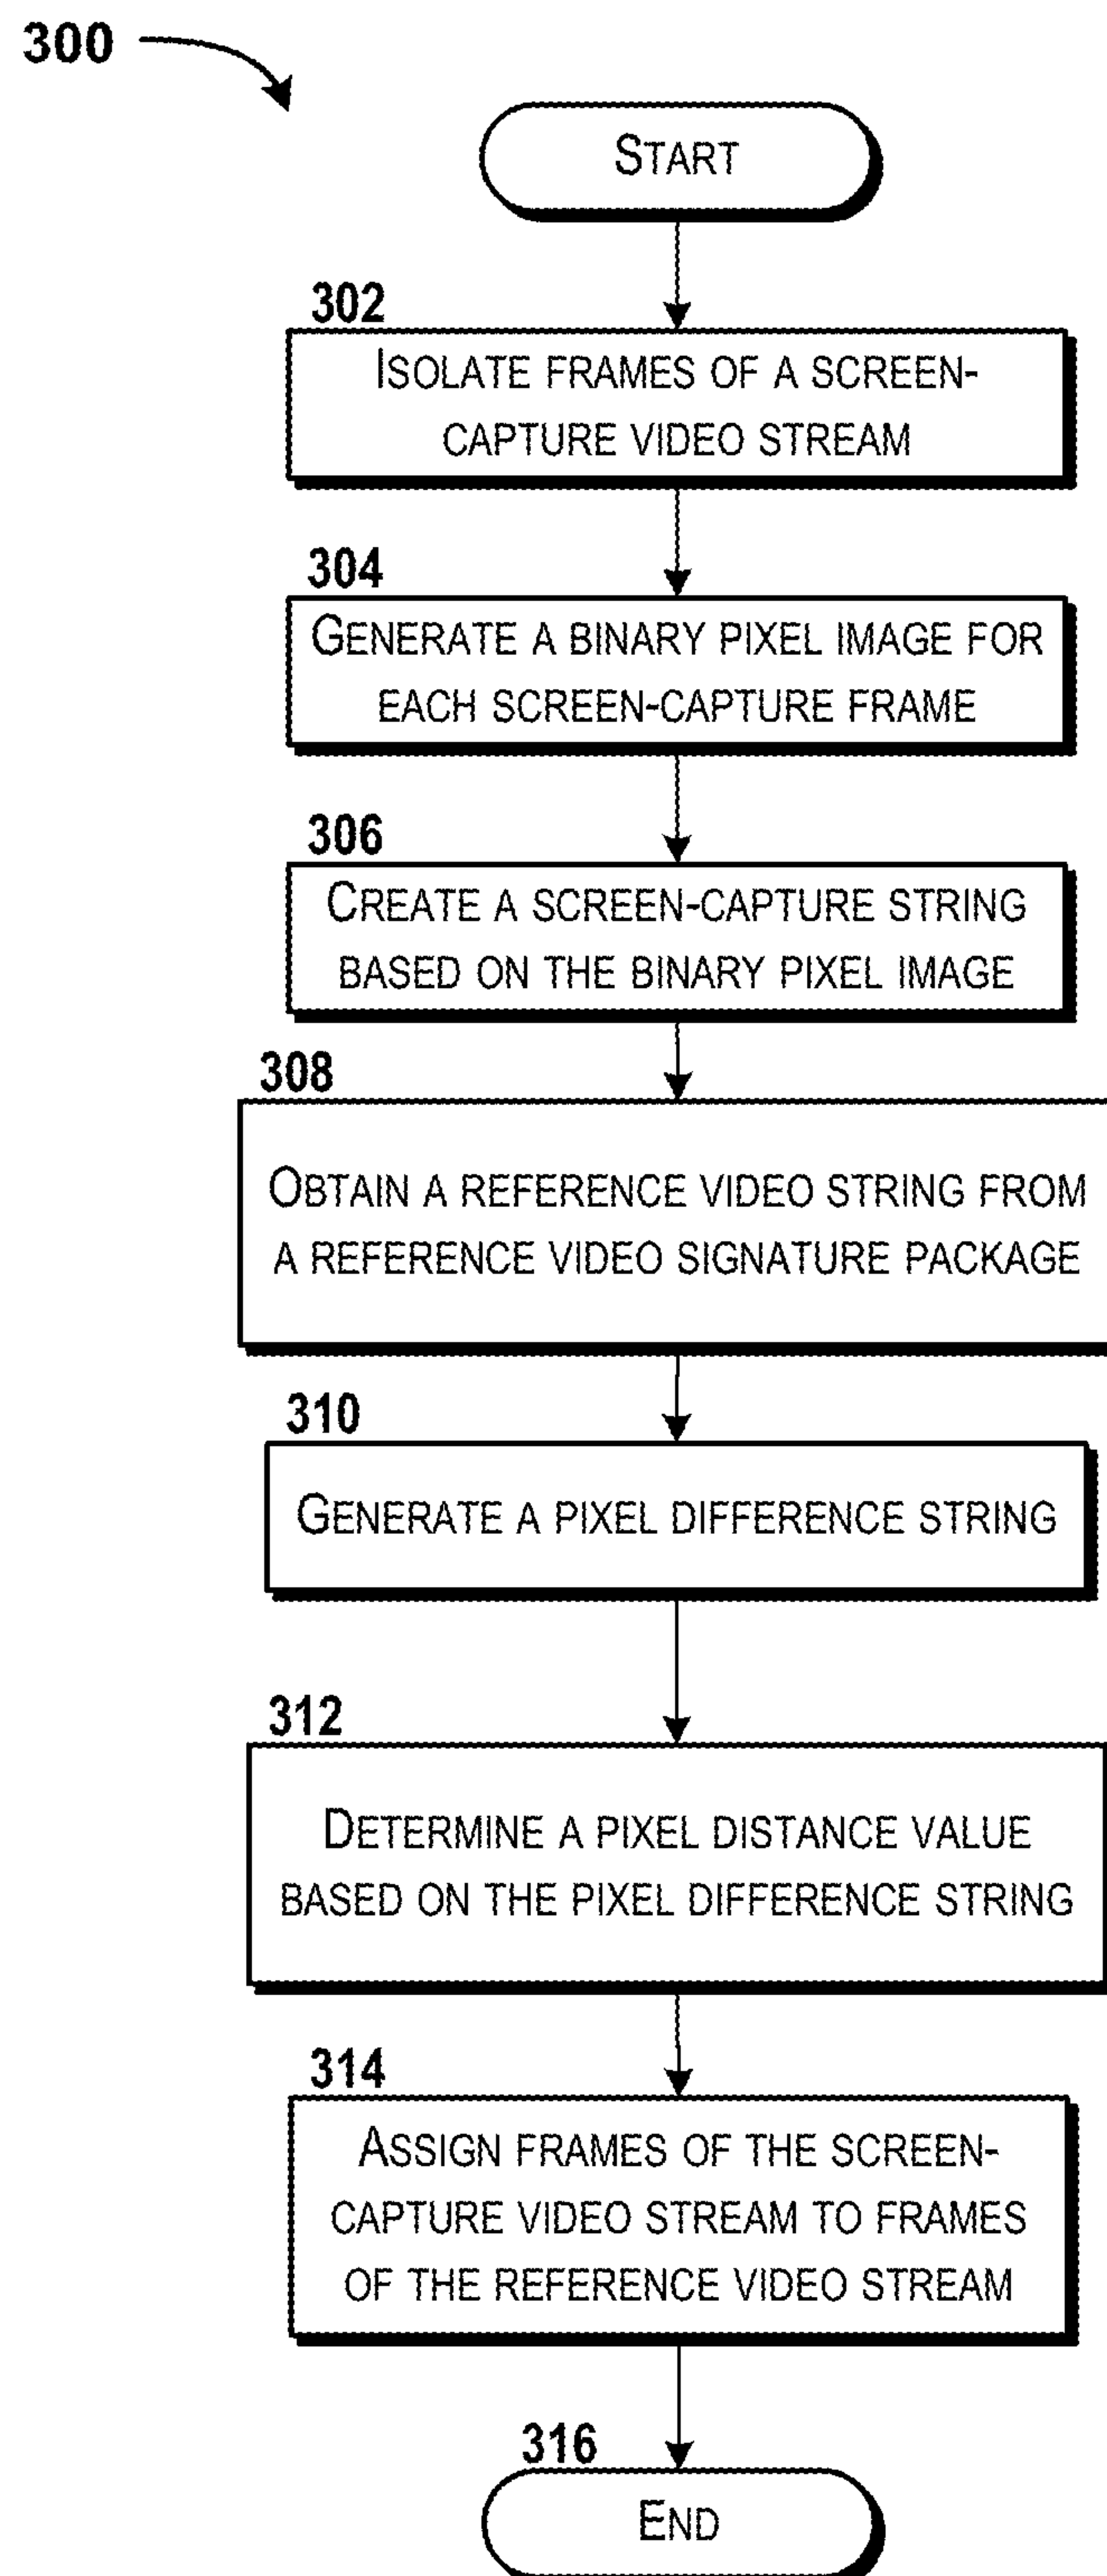 300
START
302
ISOLATE FRAMES OF A SCREEN-
CAPTURE VIDEO STREAM
304
GENERATE A BINARY PIXEL IMAGE FOR
EACH SCREEN-CAPTURE FRAME
306
CREATE A SCREEN-CAPTURE STRING
BASED ON THE BINARY PIXEL IMAGE
308
OBTAIN A REFERENCE VIDEO STRING FROM
A REFERENCE VIDEO SIGNATURE PACKAGE
310
GENERATE A PIXEL DIFFERENCE STRING
312
DETERMINE A PIXEL DISTANCE VALUE
BASED ON THE PIXEL DIFFERENCE STRING
314
ASSIGN FRAMES OF THE SCREEN-
CAPTURE VIDEO STREAM TO FRAMES
OF THE REFERENCE VIDEO STREAM
316
END